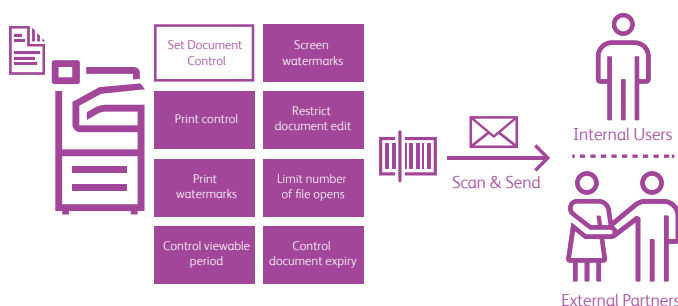 Set Document
Control
Screen
watermarks
Print control
Restrict
document edit
Print
watermarks
Limit number
of file opens
Control viewable
period
Control
document expiry
Scan & Send
Internal Users
External Partners